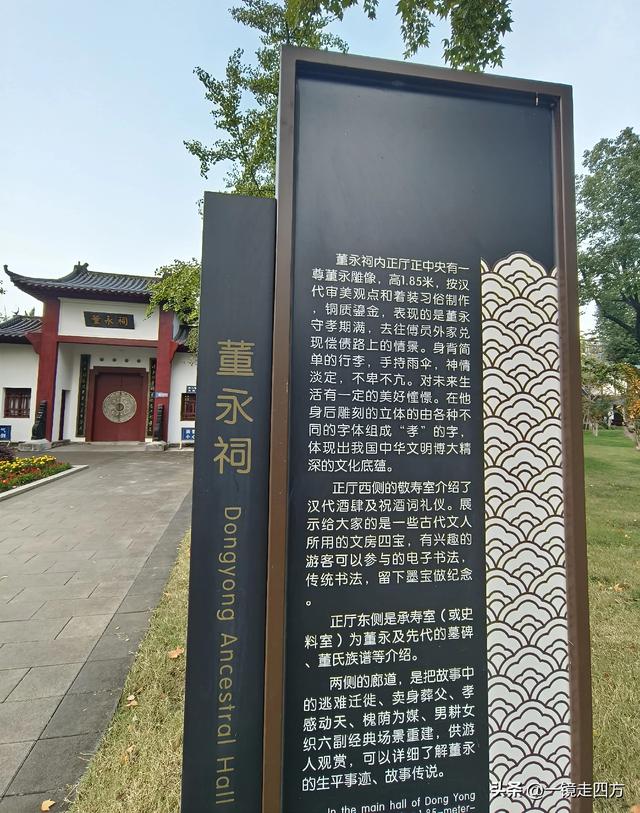 董永祠
董永祠
Dongyong Ancestral Hall
董永祠内正厅正中央有一
尊董永雕像，高1.85米，按汉
代审美观点和着装习俗制作
，铜质鎏金，表现的是董永
守孝期满，去往傅员外家兑
现偿债路上的情景。身背简
单的行李，手持雨伞，神情
淡定，不卑不亢。对未来生
活有一定的美好憧憬。在他
身后雕刻的立体的由各种不
同的字体组成“孝”的字，
体现出我国中华文明博大精
深的文化底蕴。
正厅西侧的敬寿室介绍了
汉代酒肆及祝酒词礼仪。展
示给大家的是一些古代文人
所用的文房四宝，有兴趣的
游客可以参与的电子书法，
传统书法，留下墨宝做纪念
。
正厅东侧是承寿室（或史
料室）为董永及先代的墓碑
、董氏族谱等介绍。
两侧的廊道，是把故事中
的逃难迁徙、卖身葬父、孝
感动天、槐荫为媒、男耕女
织六副经典场景重建，供游
人观赏，可以详细了解董永
的生平事迹、故事传说。
In the main hall of Dong Yong
1.85-meter-
头条@一镜走四方